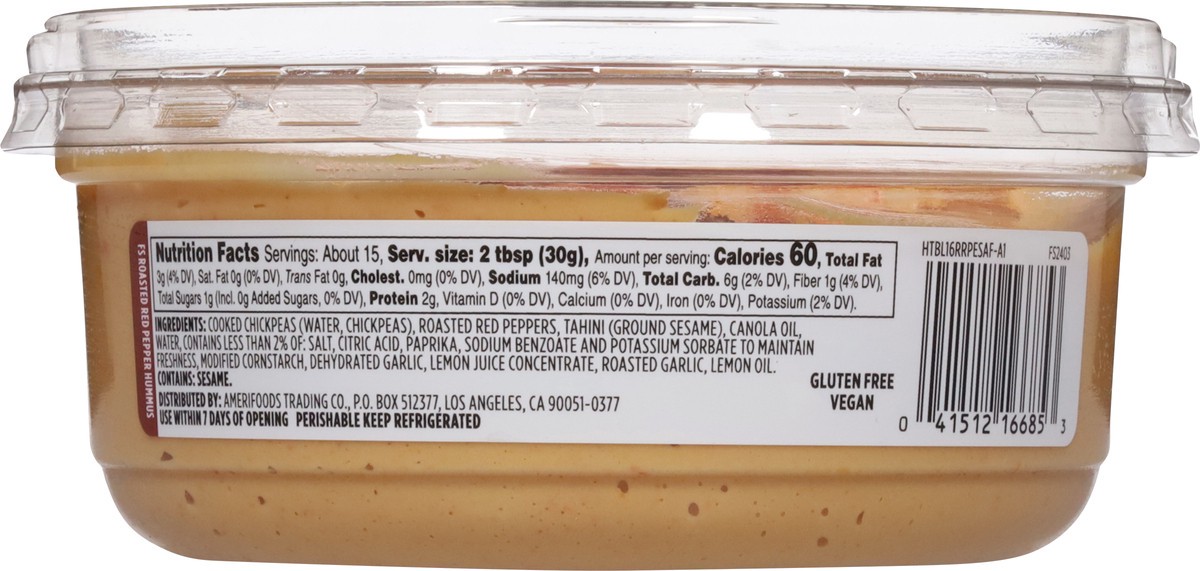 FS ROASTED RED PEPPER HUMMUS
Nutrition Facts Servings: About 15, Serv. size: 2 tbsp (30g), Amount per serving: Calories 60, Total Fat
3g (4% DV), Sat. Fat 0g (0% DV), Trans Fat 0g, Cholest. 0mg (0% DV), Sodium 140mg (6% DV), Total Carb. 6g (2% DV), Fiber 1g (4% DV),
Total Sugars 1g (Incl. 0g Added Sugars, 0% DV), Protein 2g, Vitamin D (0% DV), Calcium (0% DV), Iron (0% DV), Potassium (2% DV).
INGREDIENTS: COOKED CHICKPEAS (WATER, CHICKPEAS), ROASTED RED PEPPERS, TAHINI (GROUND SESAME), CANOLA OIL,
WATER, CONTAINS LESS THAN 2% OF: SALT, CITRIC ACID, PAPRIKA, SODIUM BENZOATE AND POTASSIUM SORBATE TO MAINTAIN
FRESHNESS, MODIFIED CORNSTARCH, DEHYDRATED GARLIC, LEMON JUICE CONCENTRATE, ROASTED GARLIC, LEMON OIL.
CONTAINS: SESAME.
DISTRIBUTED BY: AMERIFOODS TRADING CO., P.O. BOX 512377, LOS ANGELES, CA 90051-0377
USE WITHIN 7 DAYS OF OPENING PERISHABLE KEEP REFRIGERATED
GLUTEN FREE
VEGAN
HTBL16RRPESAF-A1 FS2403
0 41512 16685 3